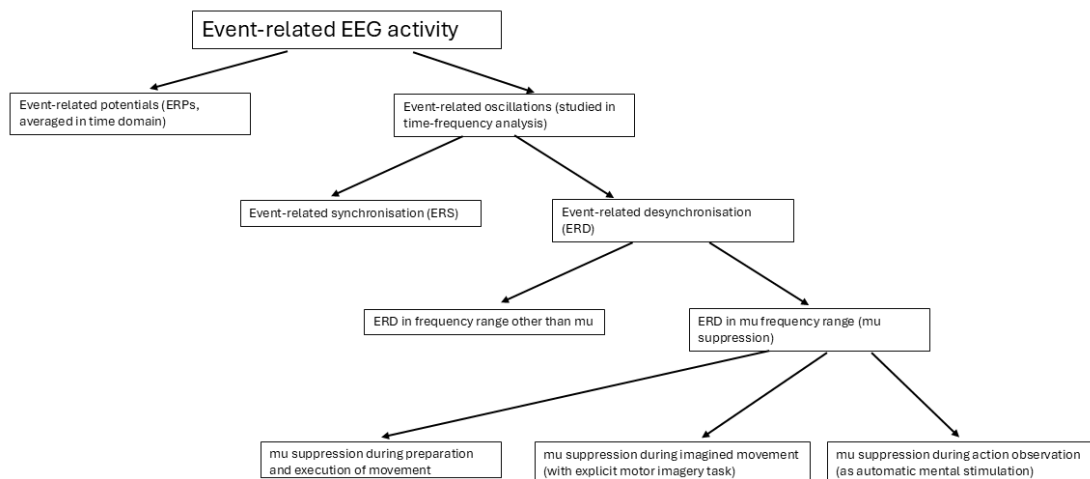 Event-related EEG activity
Event-related potentials (ERPs,
averaged in time domain)
Event-related oscillations (studied in
time-frequency analysis)
Event-related synchronisation (ERS)
Event-related desynchronisation
(ERD)
ERD in frequency range other than mu
ERD in mu frequency range (mu
suppression)
mu suppression during preparation
and execution of movement
mu suppression during imagined movement
(with explicit motor imagery task)
mu suppression during action observation
(as automatic mental stimulation)